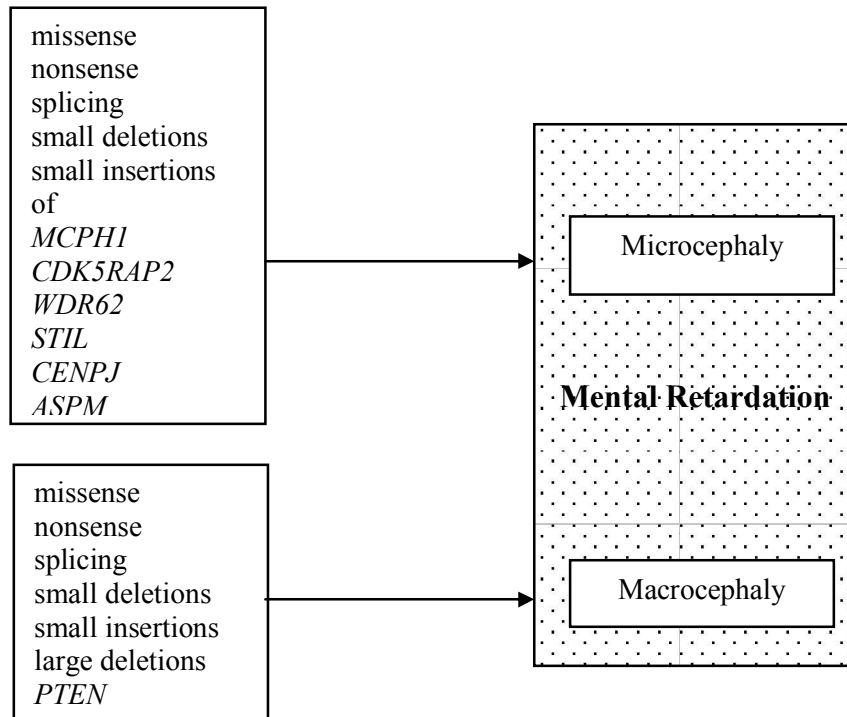 missense
nonsense
splicing
small deletions
small insertions
of
MCPH1
CDK5RAP2
WDR62
STIL
CENPJ
ASPM
Microcephaly
Mental Retardation
missense
nonsense
splicing
small deletions
small insertions
large deletions
PTEN
Macrocephaly